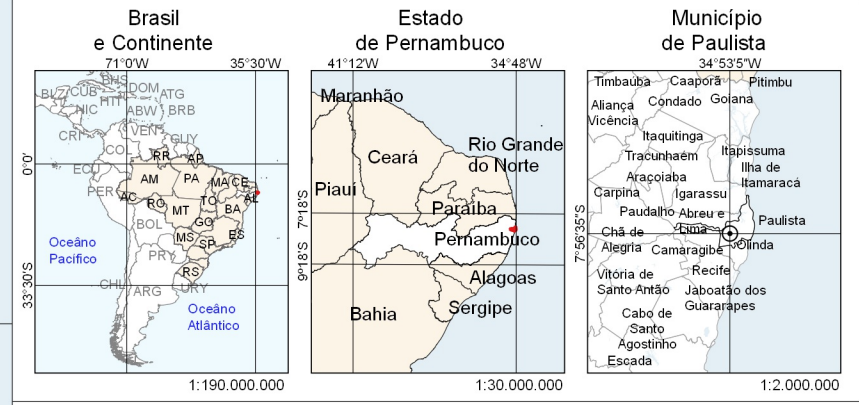 Brasil
e Continente
71°0'W
35°30'W
0°0'
33°30'S
BHS
BLZ
CUB
DOM
ATG
HTI
NIC
ABW
BRB
CRI
VEN
GUY
COL
ECU
PER
BOL
PRY
CHL
ARG
URY
RR
AP
AM
PA
MA
CE
AC
RO
TO
AL
MT
BA
GO
MS
ES
SP
RS
Oceâno
Pacífico
Oceâno
Atlântico
1:190.000.000
Estado
de Pernambuco
41°12'W
34°48'W
7°18'S
9°18'S
Maranhão
Ceará
Rio Grande
do Norte
Piauí
Paraíba
Pernambuco
Alagoas
Sergipe
Bahia
1:30.000.000
Município
de Paulista
34°53'5"W
7°56'35"S
Timbaúba
Caaporã
Pitimbu
Aliança
Condado
Goiana
Vicência
Itaquitinga
Tracunhaém
Itapissuma
Ilha de
Itamaracá
Araçoiaba
Carpina
Igarassu
Paudalho
Abreu e
Lima
Paulista
Chã de
Alegria
Camaragibe
Olinda
Recife
Vitória de
Santo Antão
Jaboatão dos
Guararapes
Cabo de
Santo
Agostinho
Escada
1:2.000.000